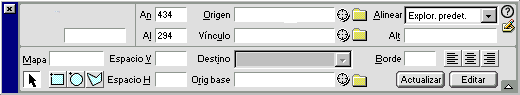 An 434 Origen Alinear Explor. predet. ?
Al 294 Vínculo Alt
Mapa Espacio V Destino Borde
Espacio H Orig base Actualizar Editar